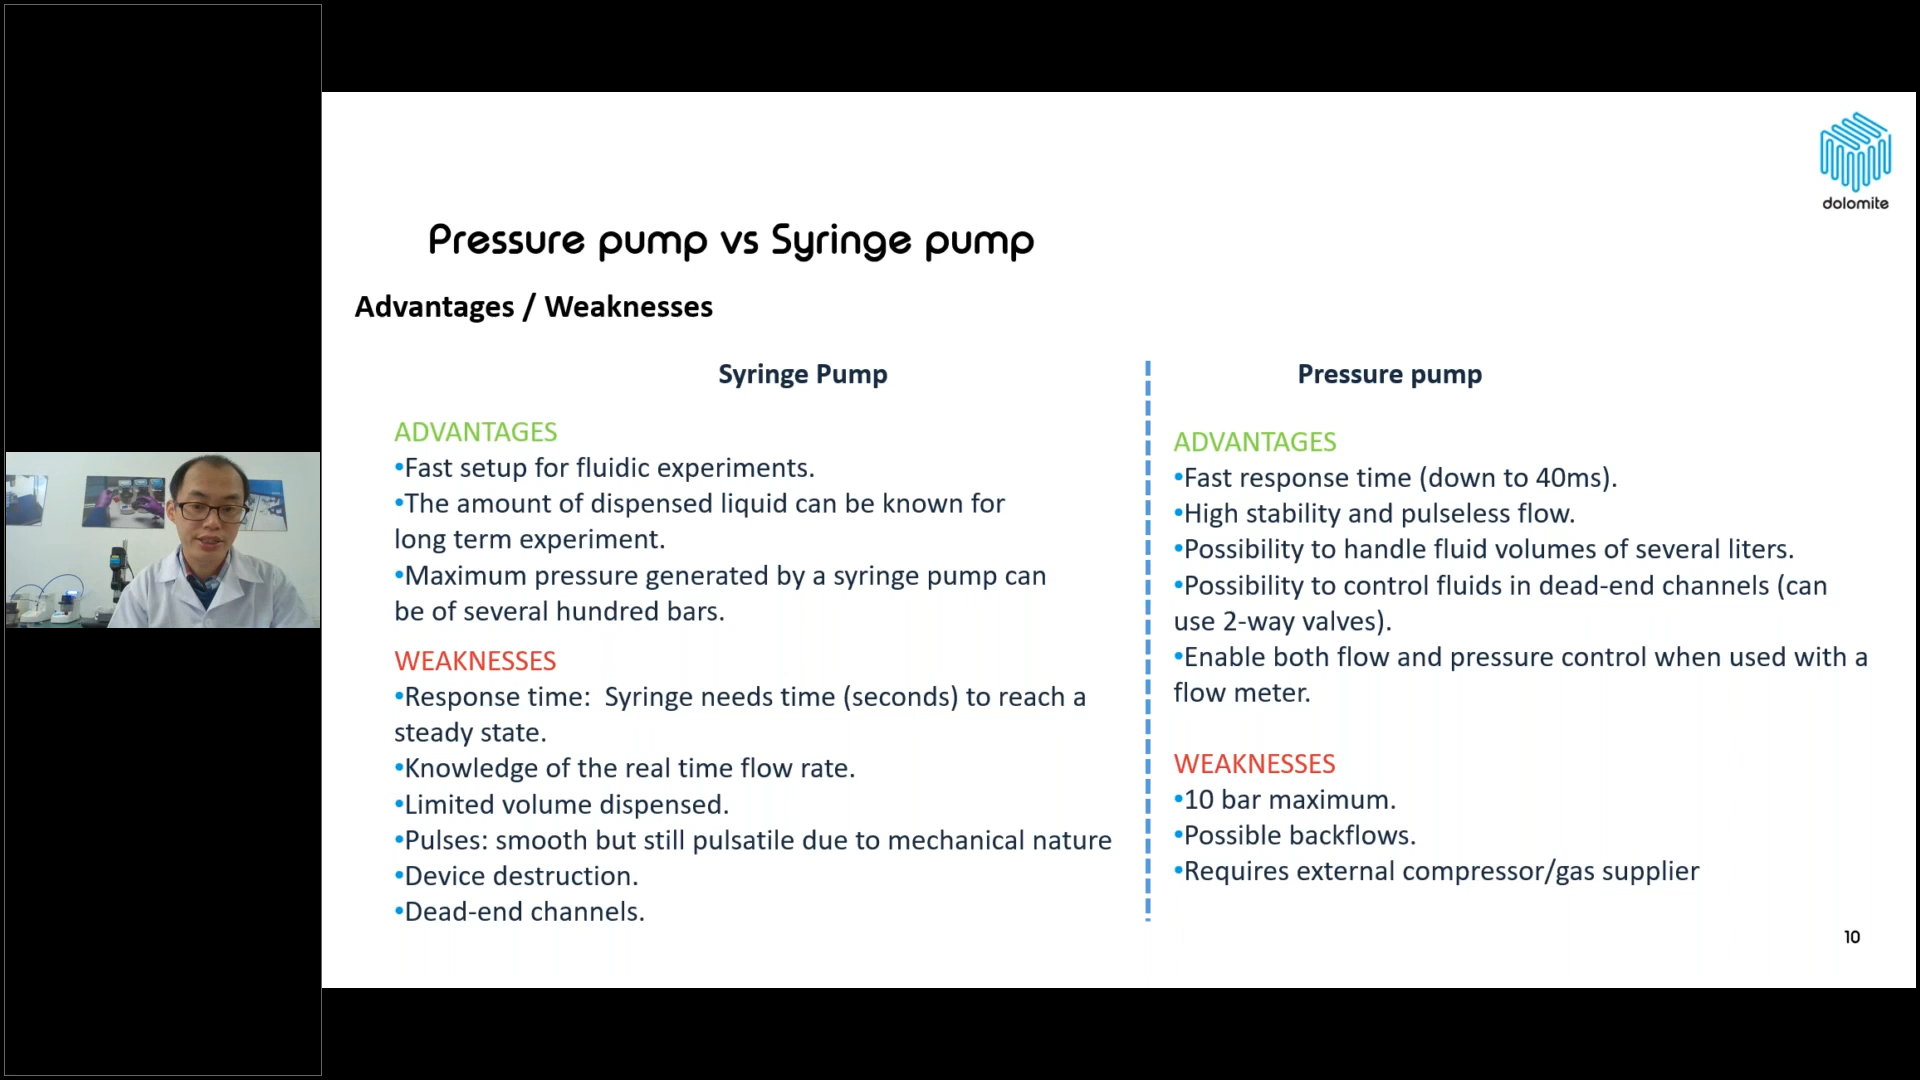 dolomite
Pressure pump vs Syringe pump
Advantages / Weaknesses
Syringe Pump
ADVANTAGES
•Fast setup for fluidic experiments.
•The amount of dispensed liquid can be known for
long term experiment.
•Maximum pressure generated by a syringe pump can
be of several hundred bars.
WEAKNESSES
•Response time:  Syringe needs time (seconds) to reach a
steady state.
•Knowledge of the real time flow rate.
•Limited volume dispensed.
•Pulses: smooth but still pulsatile due to mechanical nature
•Device destruction.
•Dead-end channels.
Pressure pump
ADVANTAGES
•Fast response time (down to 40ms).
•High stability and pulseless flow.
•Possibility to handle fluid volumes of several liters.
•Possibility to control fluids in dead-end channels (can
use 2-way valves).
•Enable both flow and pressure control when used with a
flow meter.
WEAKNESSES
•10 bar maximum.
•Possible backflows.
•Requires external compressor/gas supplier
10